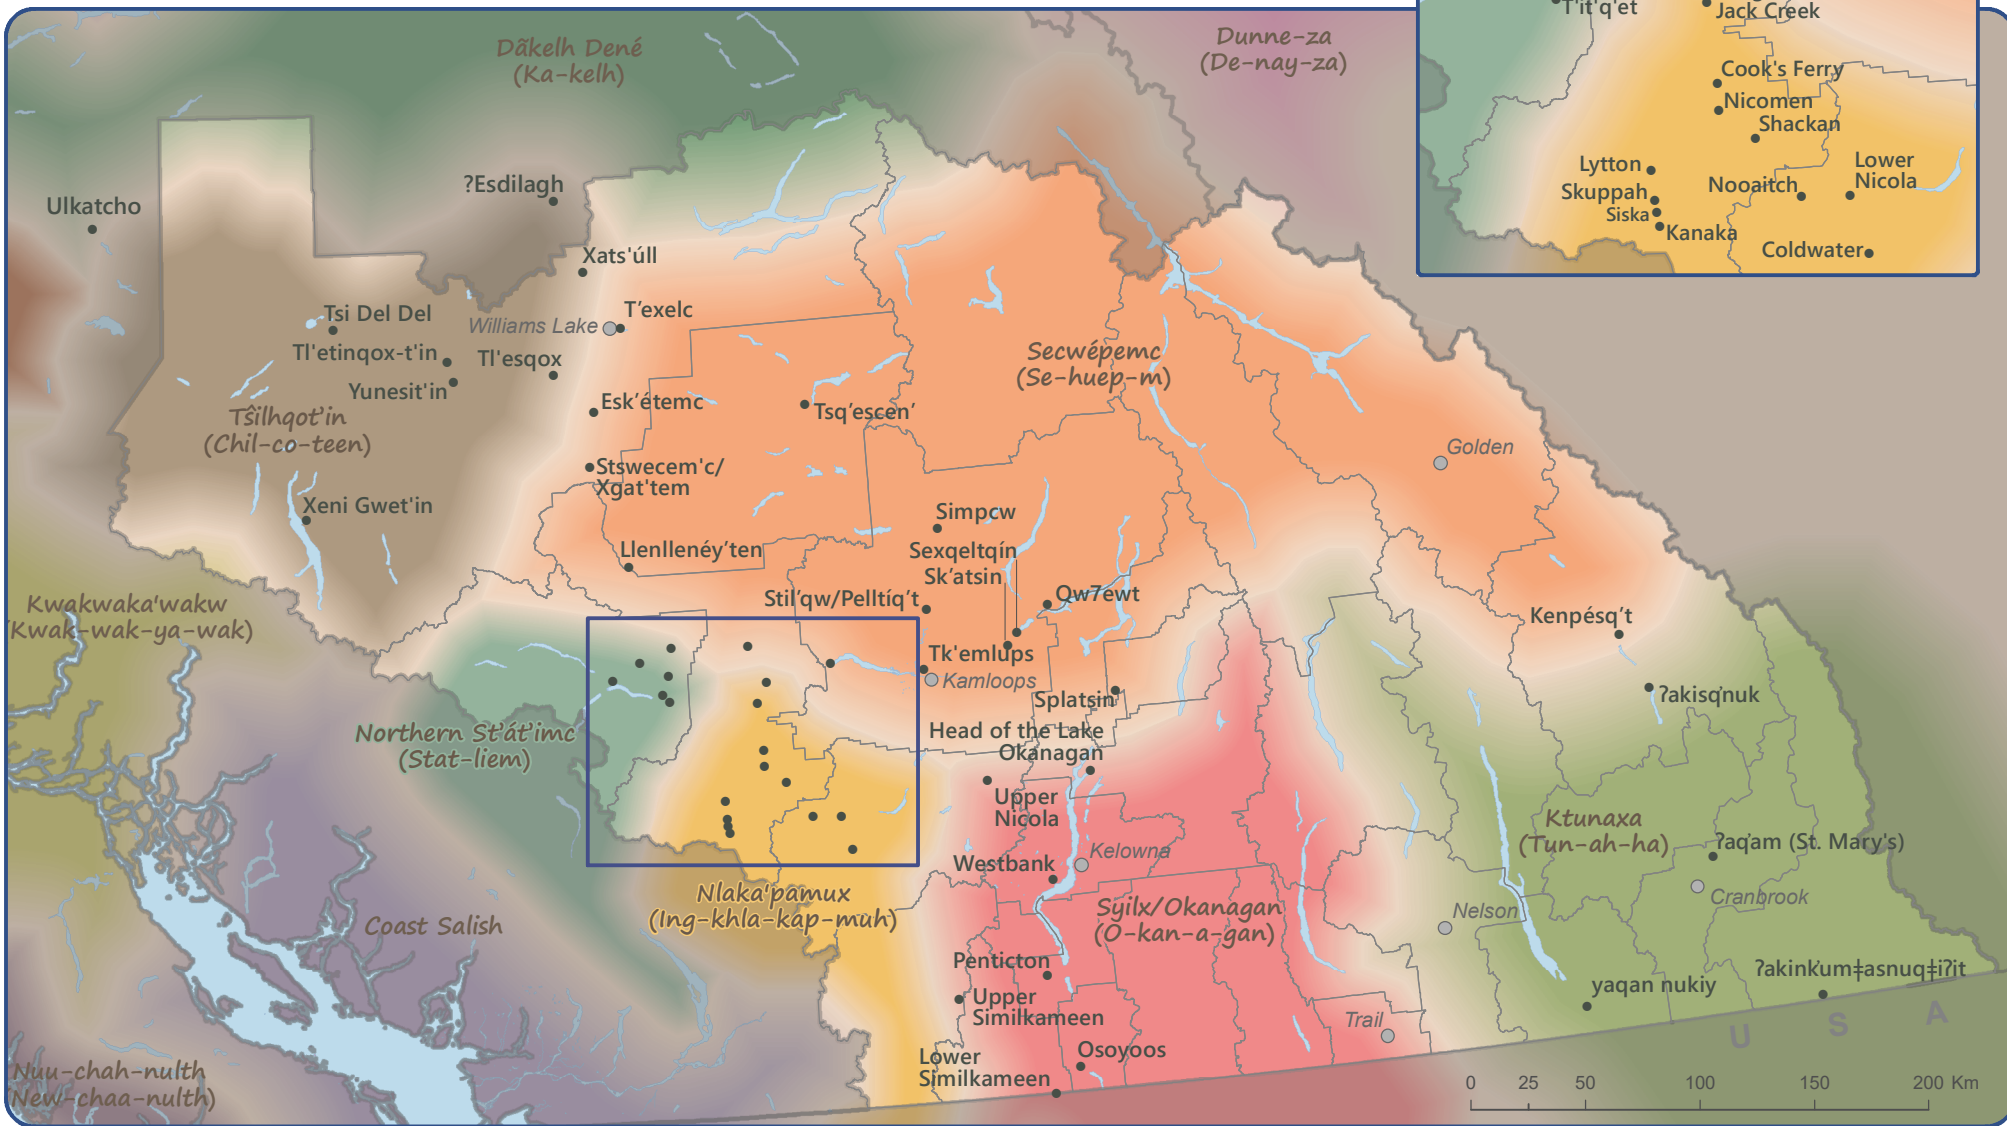 T'it'q'et
Jack Creek
Cook's Ferry
Nicomen
Shackan
Lytton
Lower
Nicola
Skuppah
Nooaitch
Siska
Kanaka
Coldwater
Dãkelh Dené
(Ka-kelh)
Dunne-za
(De-nay-za)
?Esdilagh
Ulkatcho
Xats'úll
T'exelc
Williams Lake
Tsi Del Del
Tl'etinqox-t'in
Tl'esqox
Yunesit'in
Tŝilhqot'in
(Chil-co-teen)
Xeni Gwet'in
Secwépemc
(Se-huep-m)
Esk'étemc
Tsq'escen'
Golden
Stswecem'c/
Xgat'tem
Simpcw
Llenllenéy'ten
Sexqeltqín
Sk'atsin
Stil'qw/Pelltíq't
Qw7ewt
Kenpésq't
Kwakwaka'wakw
(Kwak-wak-ya-wak)
Tk'emlups
Kamloops
Splatsin
ʔakisq̓nuk
Northern St'át'imc
(Stat-liem)
Head of the Lake
Okanagan
Upper
Nicola
Ktunaxa
(Tun-ah-ha)
ʔaq̓am (St. Mary's)
Kelowna
Westbank
Cranbrook
Nlaka'pamux
(Ing-khla-kap-muh)
Syilx/Okanagan
(O-kan-a-gan)
Nelson
Coast Salish
Penticton
ʔakink̓umǂasnuqǂiʔit
yaqan nukiy
Upper
Similkameen
Trail
U S A
Osoyoos
Lower
Similkameen
Nuu-chah-nulth
(New-chaa-nulth)
0 25 50 100 150 200 Km